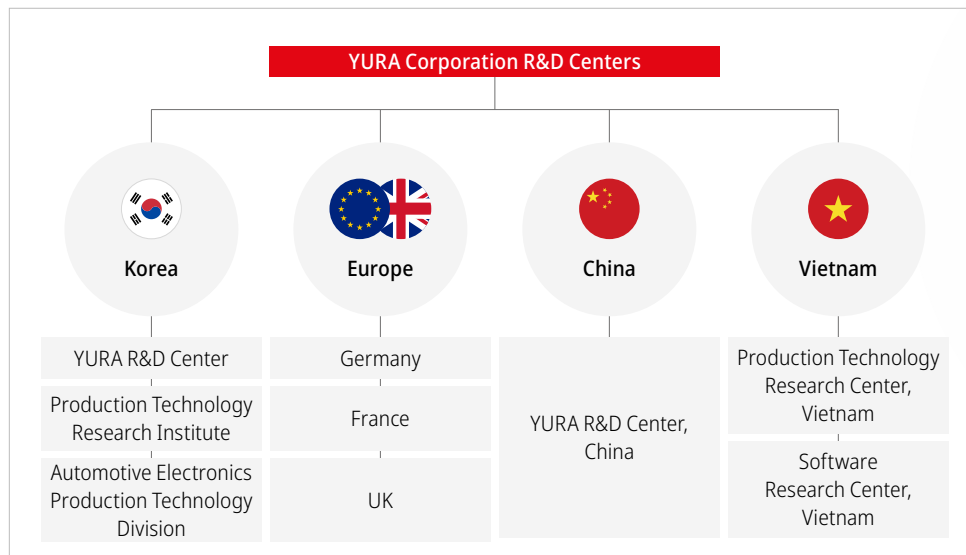 YURA Corporation R&D Centers
Korea
Europe
China
Vietnam
YURA R&D Center
Production Technology
Research Institute
Automotive Electronics
Production Technology
Division
Germany
France
UK
YURA R&D Center,
China
Production Technology
Research Center,
Vietnam
Software
Research Center,
Vietnam